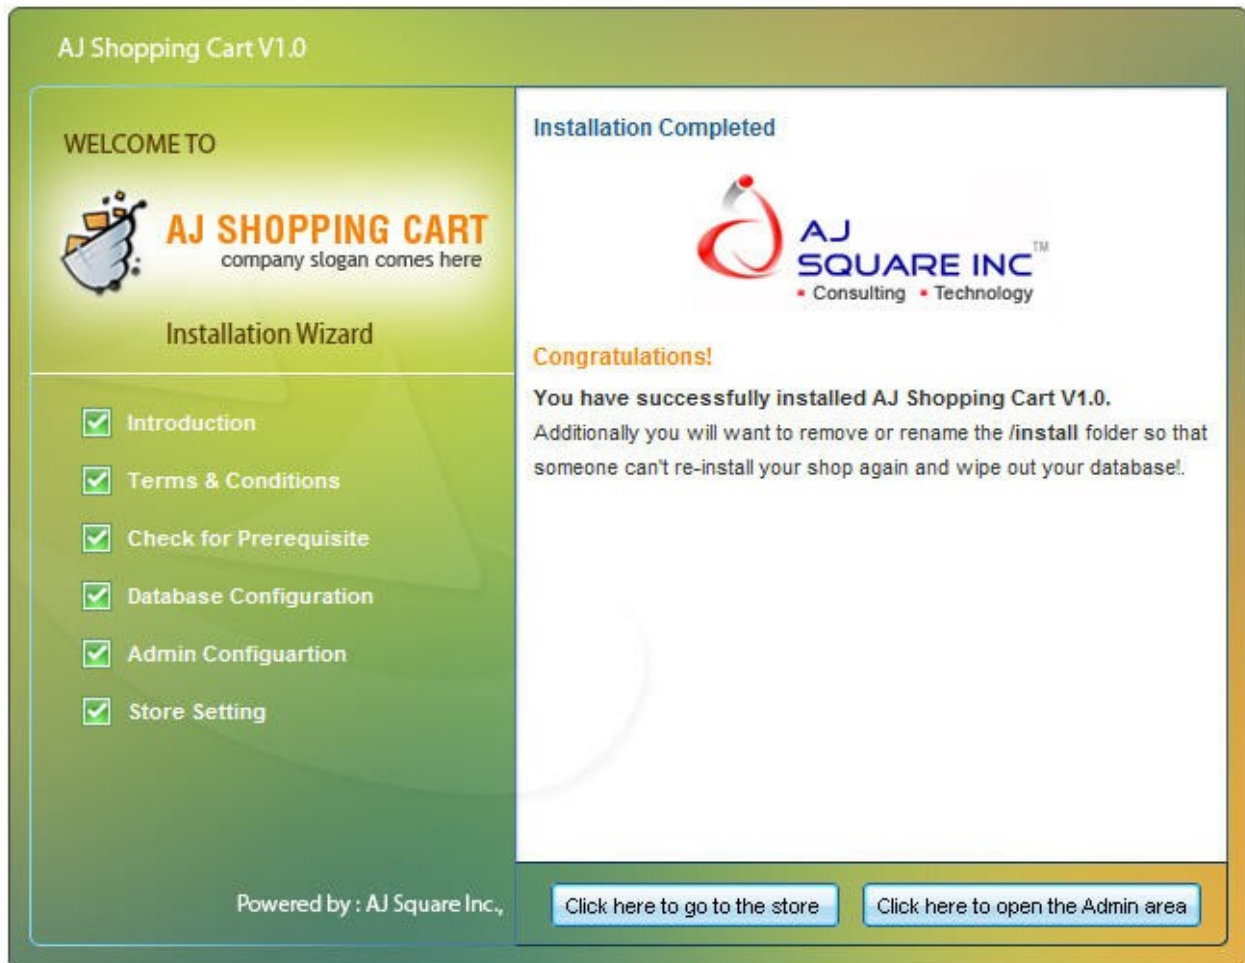 AJ Shopping Cart V1.0
WELCOME TO
AJ SHOPPING CART
company slogan comes here
Installation Wizard
Introduction
Terms & Conditions
Check for Prerequisite
Database Configuration
Admin Configuartion
Store Setting
Powered by : AJ Square Inc.,
Installation Completed
AJ
SQUARE INC™
▪ Consulting ▪ Technology
Congratulations!
You have successfully installed AJ Shopping Cart V1.0.
Additionally you will want to remove or rename the /install folder so that
someone can't re-install your shop again and wipe out your database!.
Click here to go to the store
Click here to open the Admin area